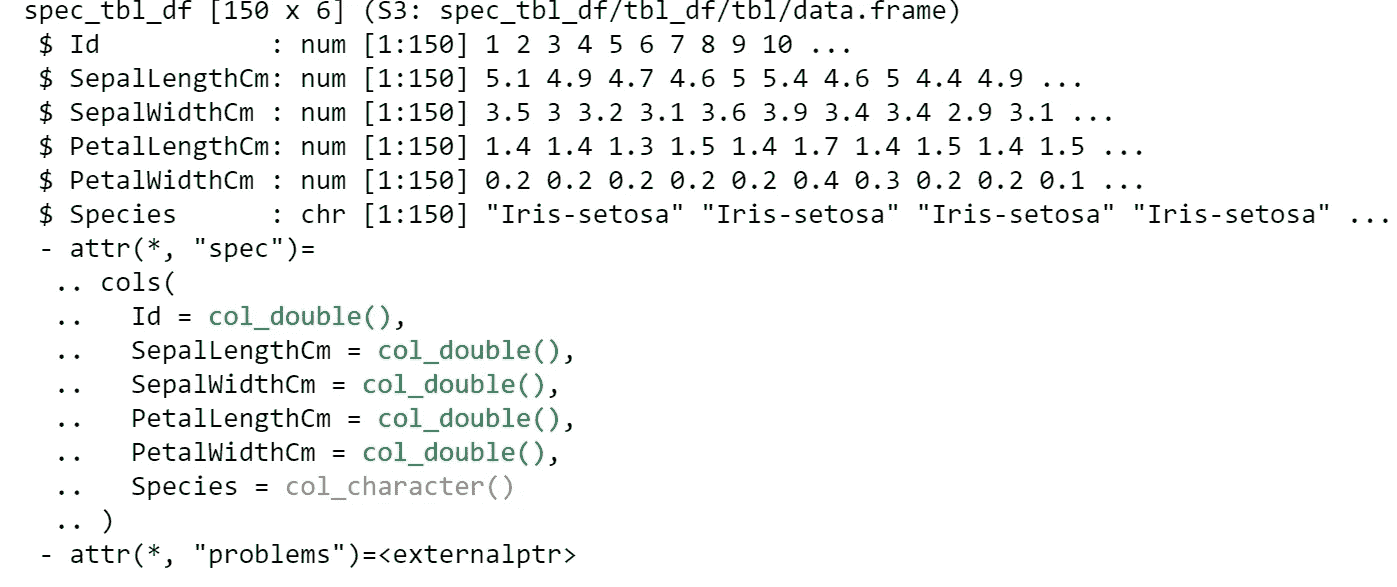 spec_tbl_df [150 x 6] (S3: spec_tbl_df/tbl_df/tbl/data.frame)
 $ Id           : num [1:150] 1 2 3 4 5 6 7 8 9 10 ...
 $ SepalLengthCm: num [1:150] 5.1 4.9 4.7 4.6 5 5.4 4.6 5 4.4 4.9 ...
 $ SepalWidthCm : num [1:150] 3.5 3 3.2 3.1 3.6 3.9 3.4 3.4 2.9 3.1 ...
 $ PetalLengthCm: num [1:150] 1.4 1.4 1.3 1.5 1.4 1.7 1.4 1.5 1.4 1.5 ...
 $ PetalWidthCm : num [1:150] 0.2 0.2 0.2 0.2 0.2 0.4 0.3 0.2 0.2 0.1 ...
 $ Species      : chr [1:150] "Iris-setosa" "Iris-setosa" "Iris-setosa" "Iris-setosa" ...
 - attr(*, "spec")=
  .. cols(
  ..   Id = col_double(),
  ..   SepalLengthCm = col_double(),
  ..   SepalWidthCm = col_double(),
  ..   PetalLengthCm = col_double(),
  ..   PetalWidthCm = col_double(),
  ..   Species = col_character()
  .. )
 - attr(*, "problems")=<externalptr>